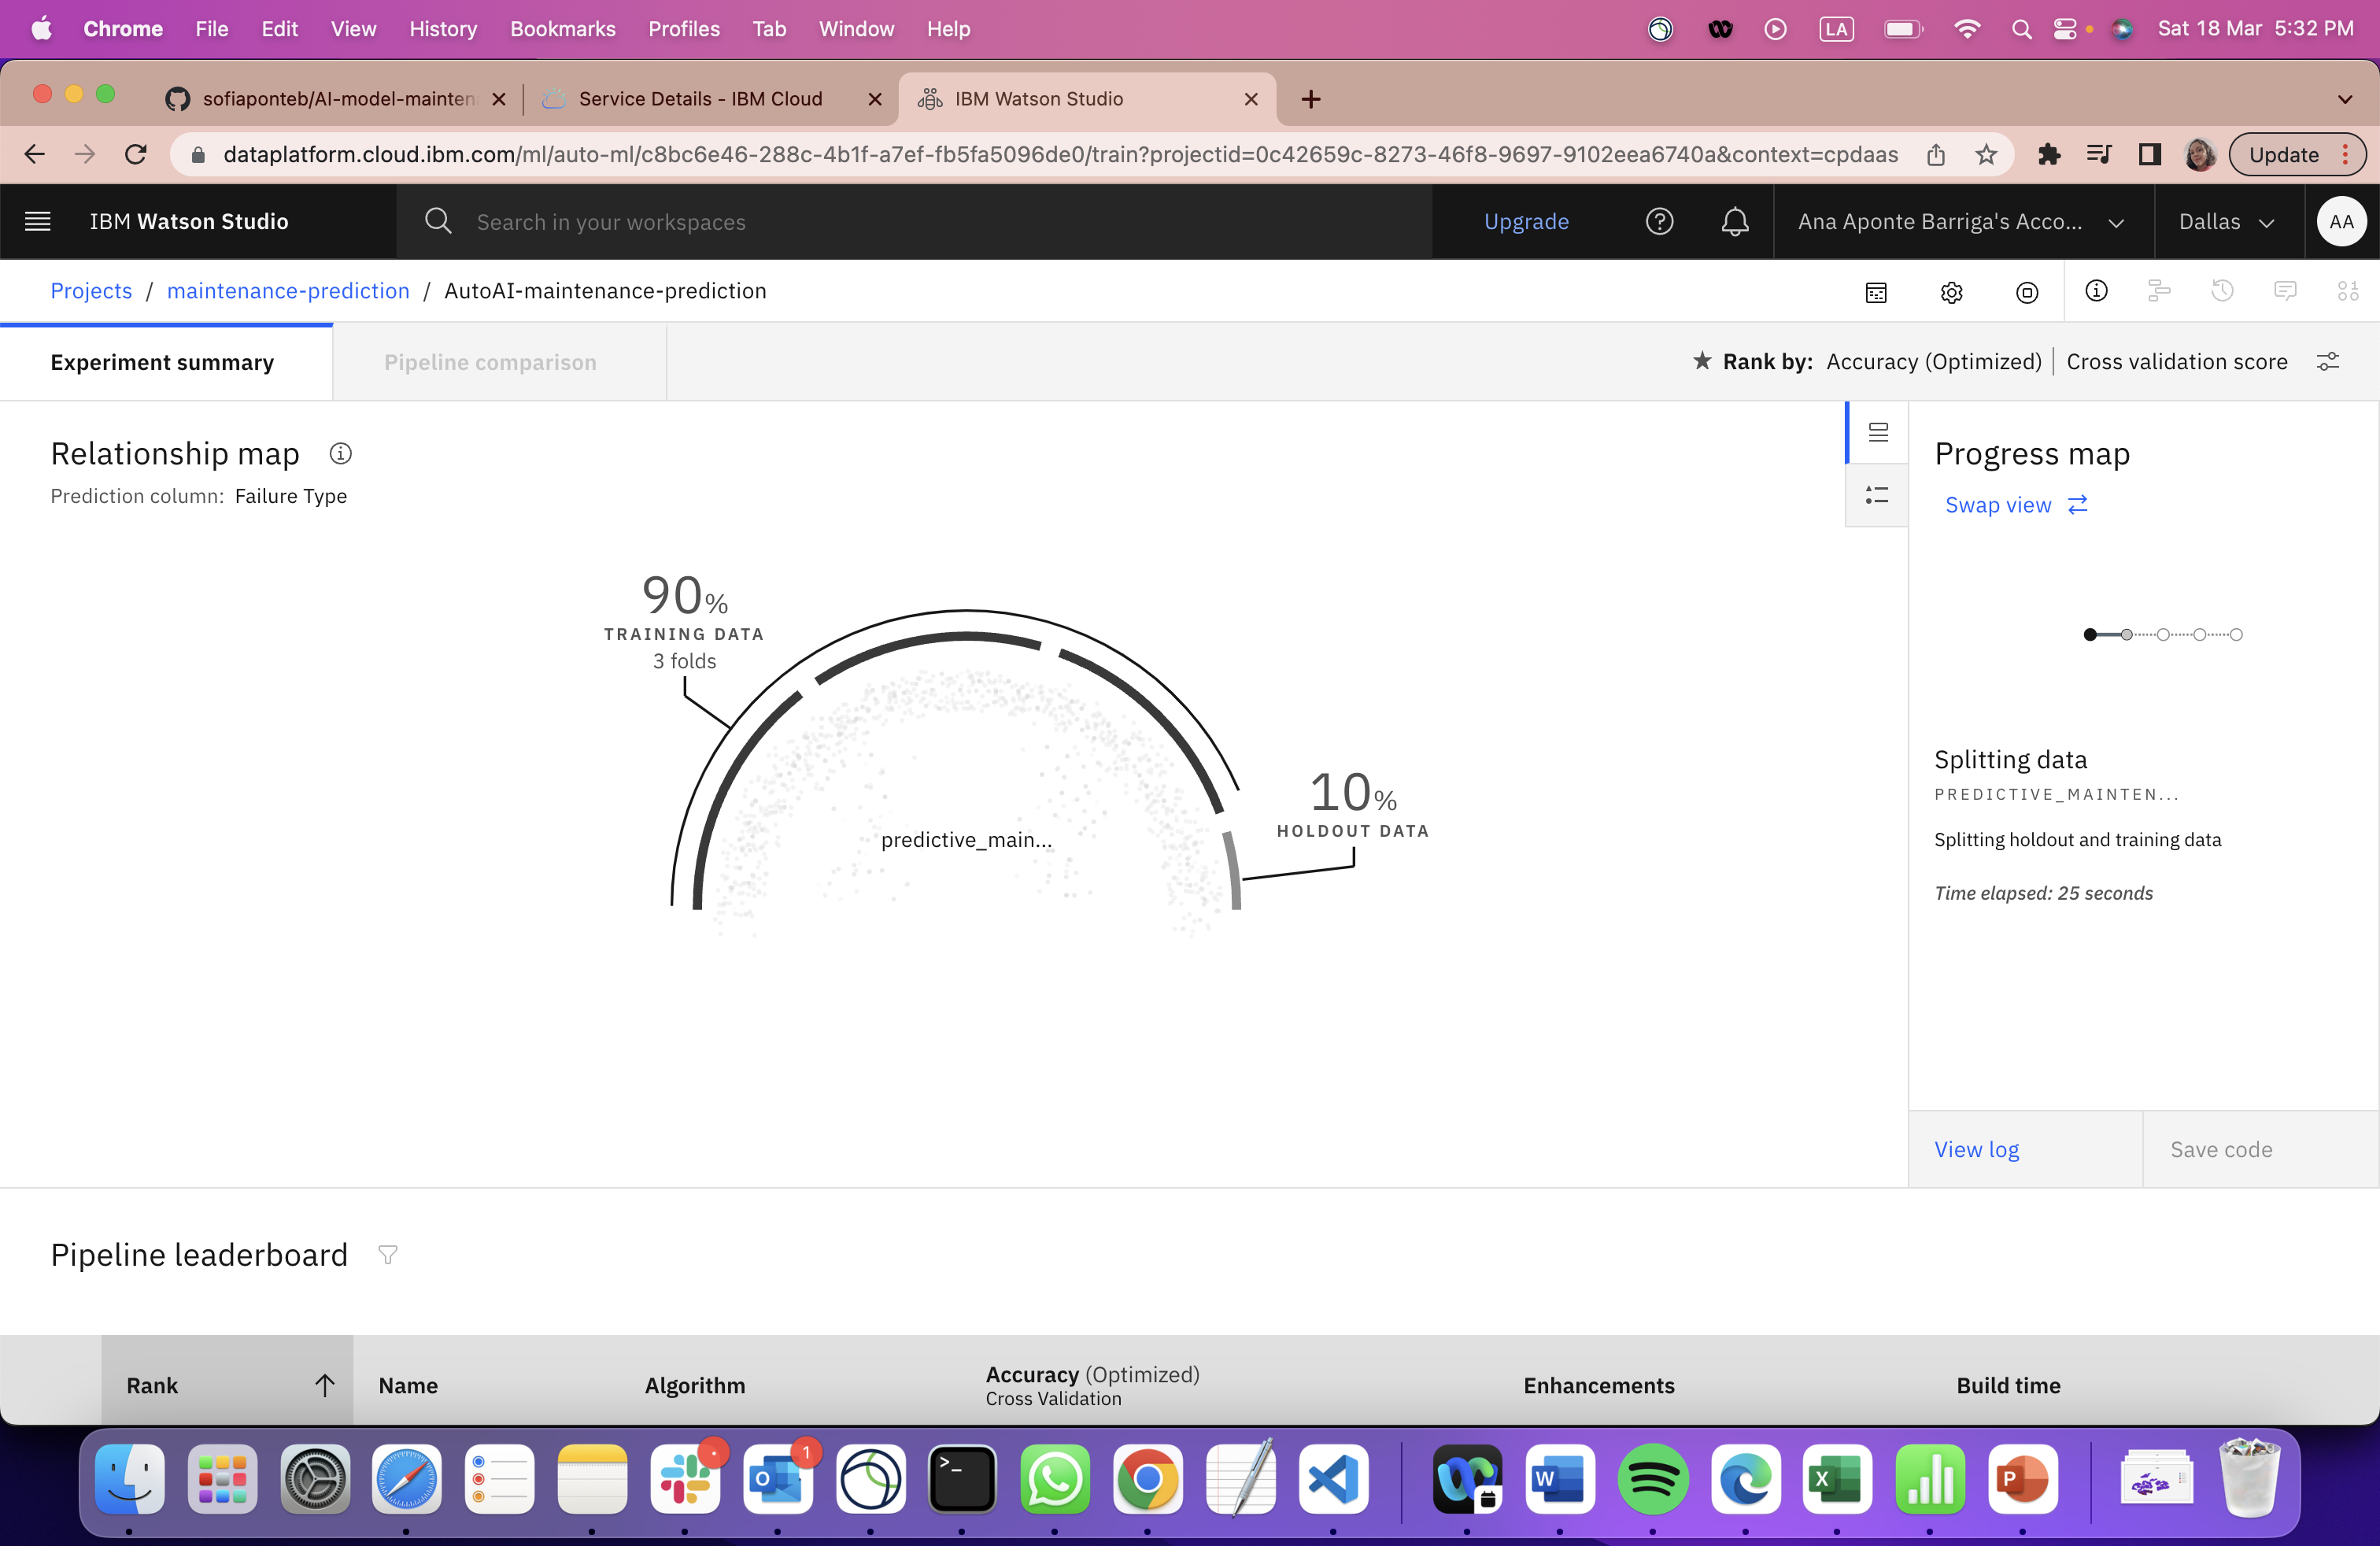 Chrome File Edit View History Bookmarks Profiles Tab Window Help LA Sat 18 Mar 5:32 PM
sofiaponteb/AI-model-mainten Service Details - IBM Cloud IBM Watson Studio
dataplatform.cloud.ibm.com/ml/auto-ml/c8bc6e46-288c-4b1f-a7ef-fb5fa5096de0/train?projectid=0c42659c-8273-46f8-9697-9102eea6740a&context=cpdaas Update
IBM Watson Studio Search in your workspaces Upgrade Ana Aponte Barriga's Acco... Dallas AA
Projects / maintenance-prediction / AutoAI-maintenance-prediction
Experiment summary Pipeline comparison Rank by: Accuracy (Optimized) Cross validation score
Relationship map
Prediction column: Failure Type
90%
TRAINING DATA
3 folds
10%
HOLDOUT DATA
predictive_main...
Progress map
Swap view
Splitting data
PREDICTIVE_MAINTEN...
Splitting holdout and training data
Time elapsed: 25 seconds
View log Save code
Pipeline leaderboard
Rank Name Algorithm Accuracy (Optimized) Enhancements Build time
Cross Validation
1